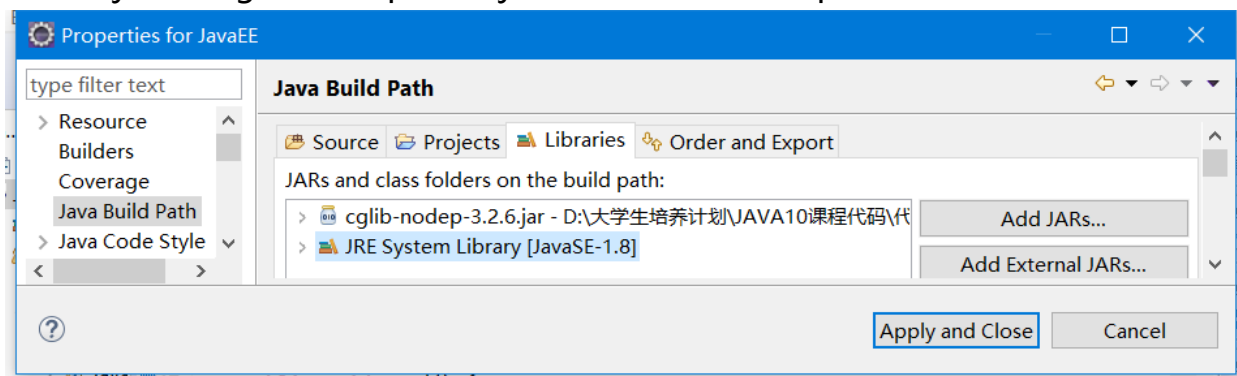 Properties for JavaEE
type filter text
Java Build Path
Resource
Builders
Coverage
Java Build Path
Java Code Style
Source Projects Libraries Order and Export
JARs and class folders on the build path:
cglib-nodep-3.2.6.jar - D:\大学生培养计划\JAVA10课程代码\代
JRE System Library [JavaSE-1.8]
Add JARs...
Add External JARs...
Apply and Close
Cancel